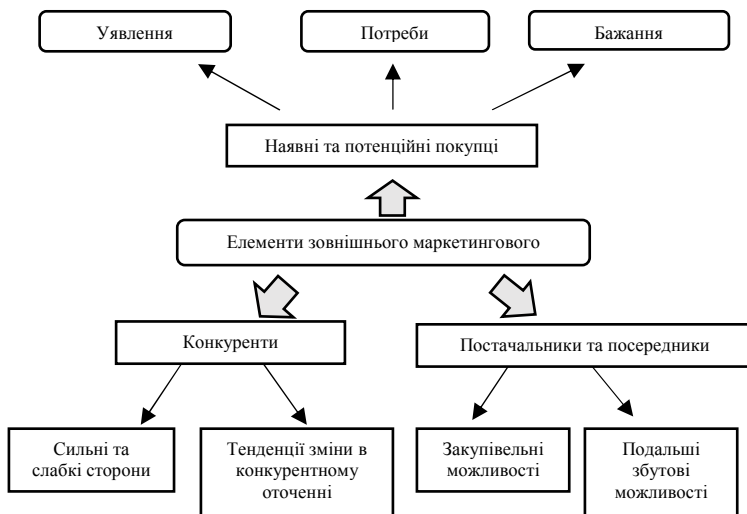 Уявлення
Потреби
Бажання
Наявні та потенційні покупці
Елементи зовнішнього маркетингового
Конкуренти
Постачальники та посередники
Сильні та
слабкі сторони
Тенденції зміни в
конкурентному
оточенні
Закупівельні
можливості
Подальші
збутові
можливості